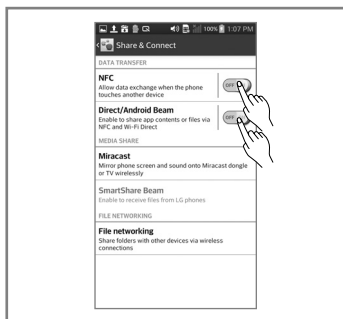 100% 1:07 PM
Share & Connect
DATA TRANSFER
NFC
Allow data exchange when the phone
touches another device
OFF
Direct/Android Beam
Enable to share app contents or files via
NFC and Wi-Fi Direct
OFF
MEDIA SHARE
Miracast
Mirror phone screen and sound onto Miracast dongle
or TV wirelessly
SmartShare Beam
Enable to receive files from LG phones
FILE NETWORKING
File networking
Share folders with other devices via wireless
connections